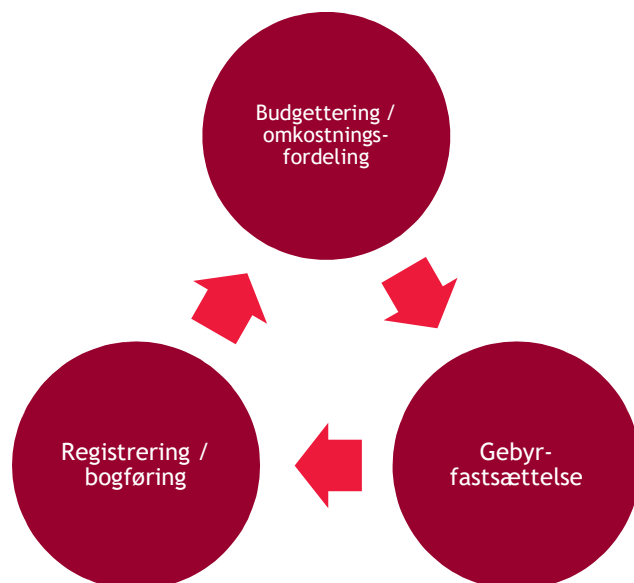 Budgettering /
omkostnings-
fordeling
Registrering /
bogføring
Gebyr-
fastsættelse